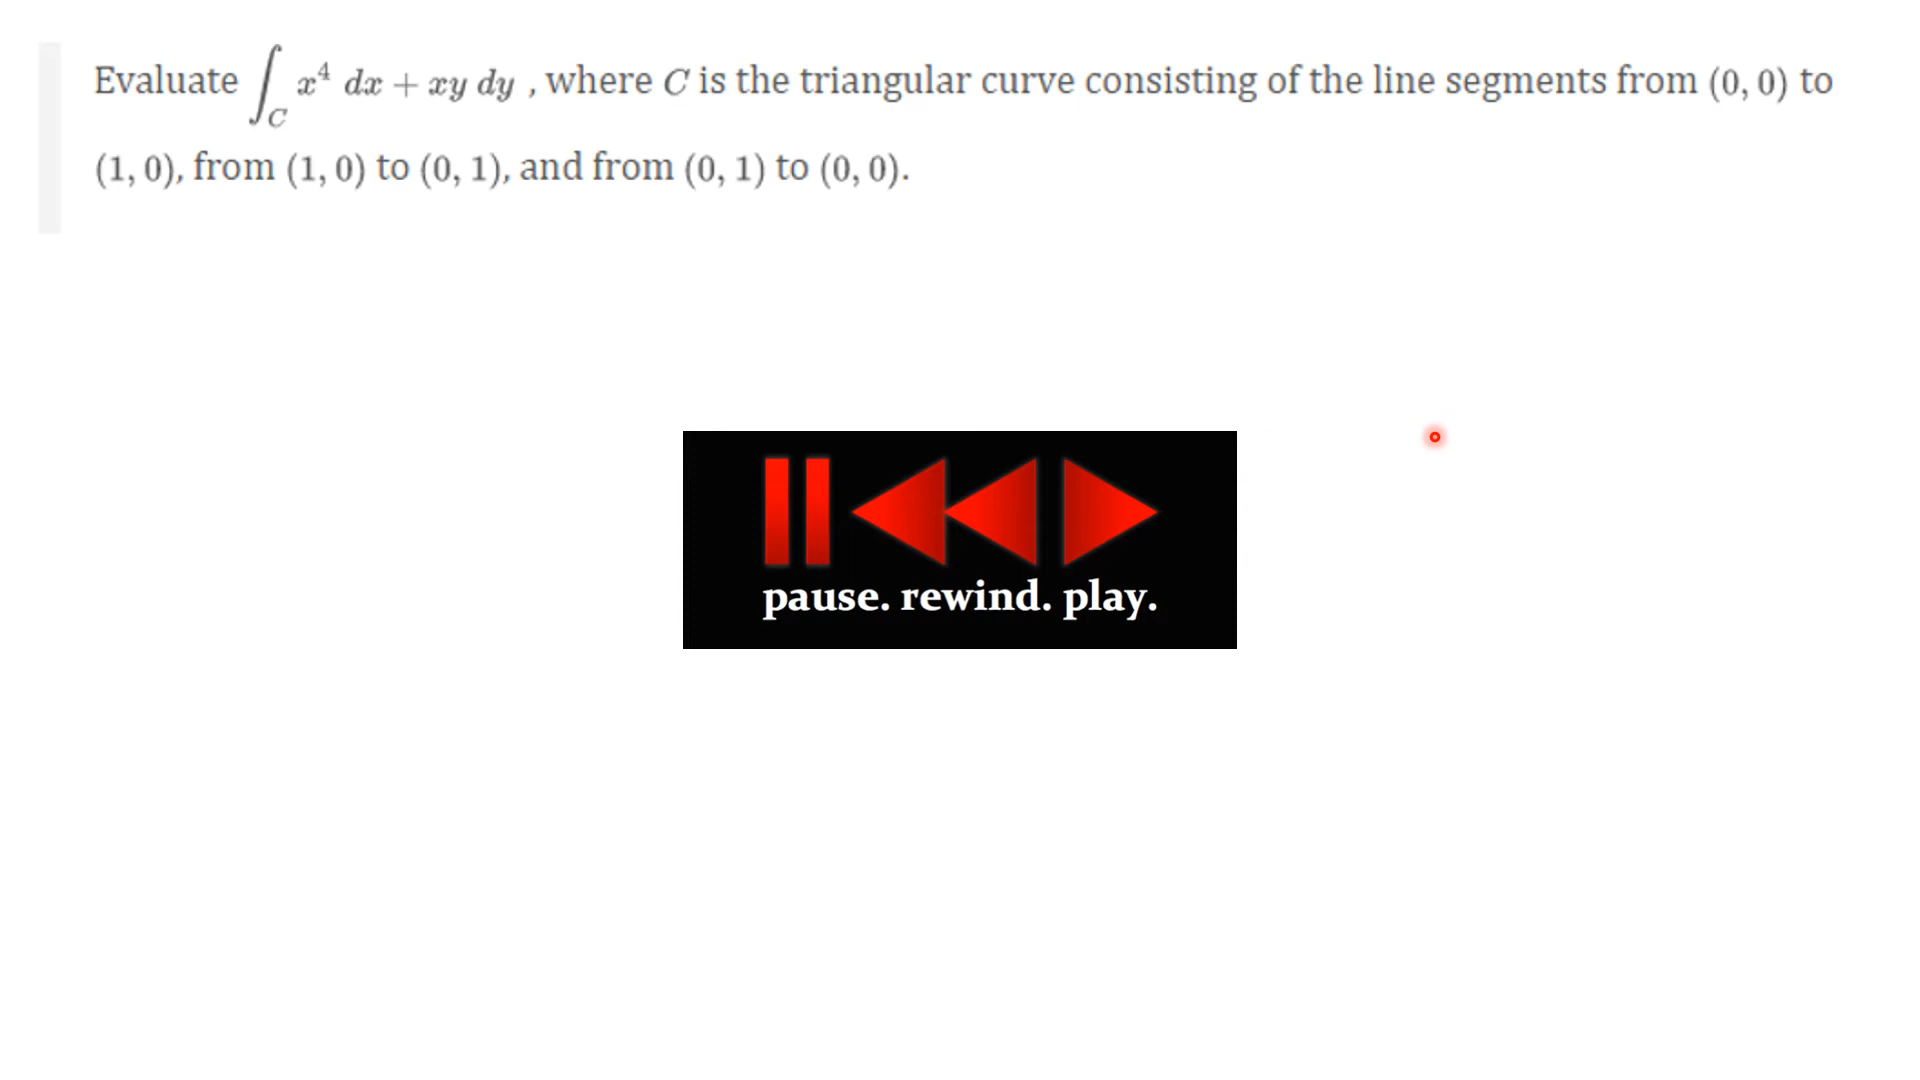 Evaluate ∫_C x⁴ dx + xy dy , where C is the triangular curve consisting of the line segments from (0, 0) to
(1, 0), from (1, 0) to (0, 1), and from (0, 1) to (0, 0).
pause. rewind. play.